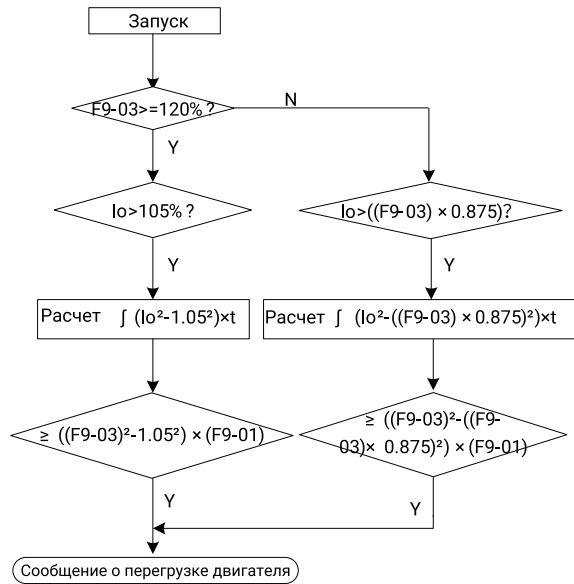 Запуск
F9-03>=120% ?
N
Y
Io>105% ?
Io>((F9-03) × 0.875)?
Y
Y
Расчет ∫ (Io²-1.05²)×t
Расчет ∫ (Io²-((F9-03) × 0.875)²)×t
≥ ((F9-03)²-1.05²) × (F9-01)
≥ ((F9-03)²-((F9-
03)× 0.875)²) × (F9-01)
Y
Y
Сообщение о перегрузке двигателя